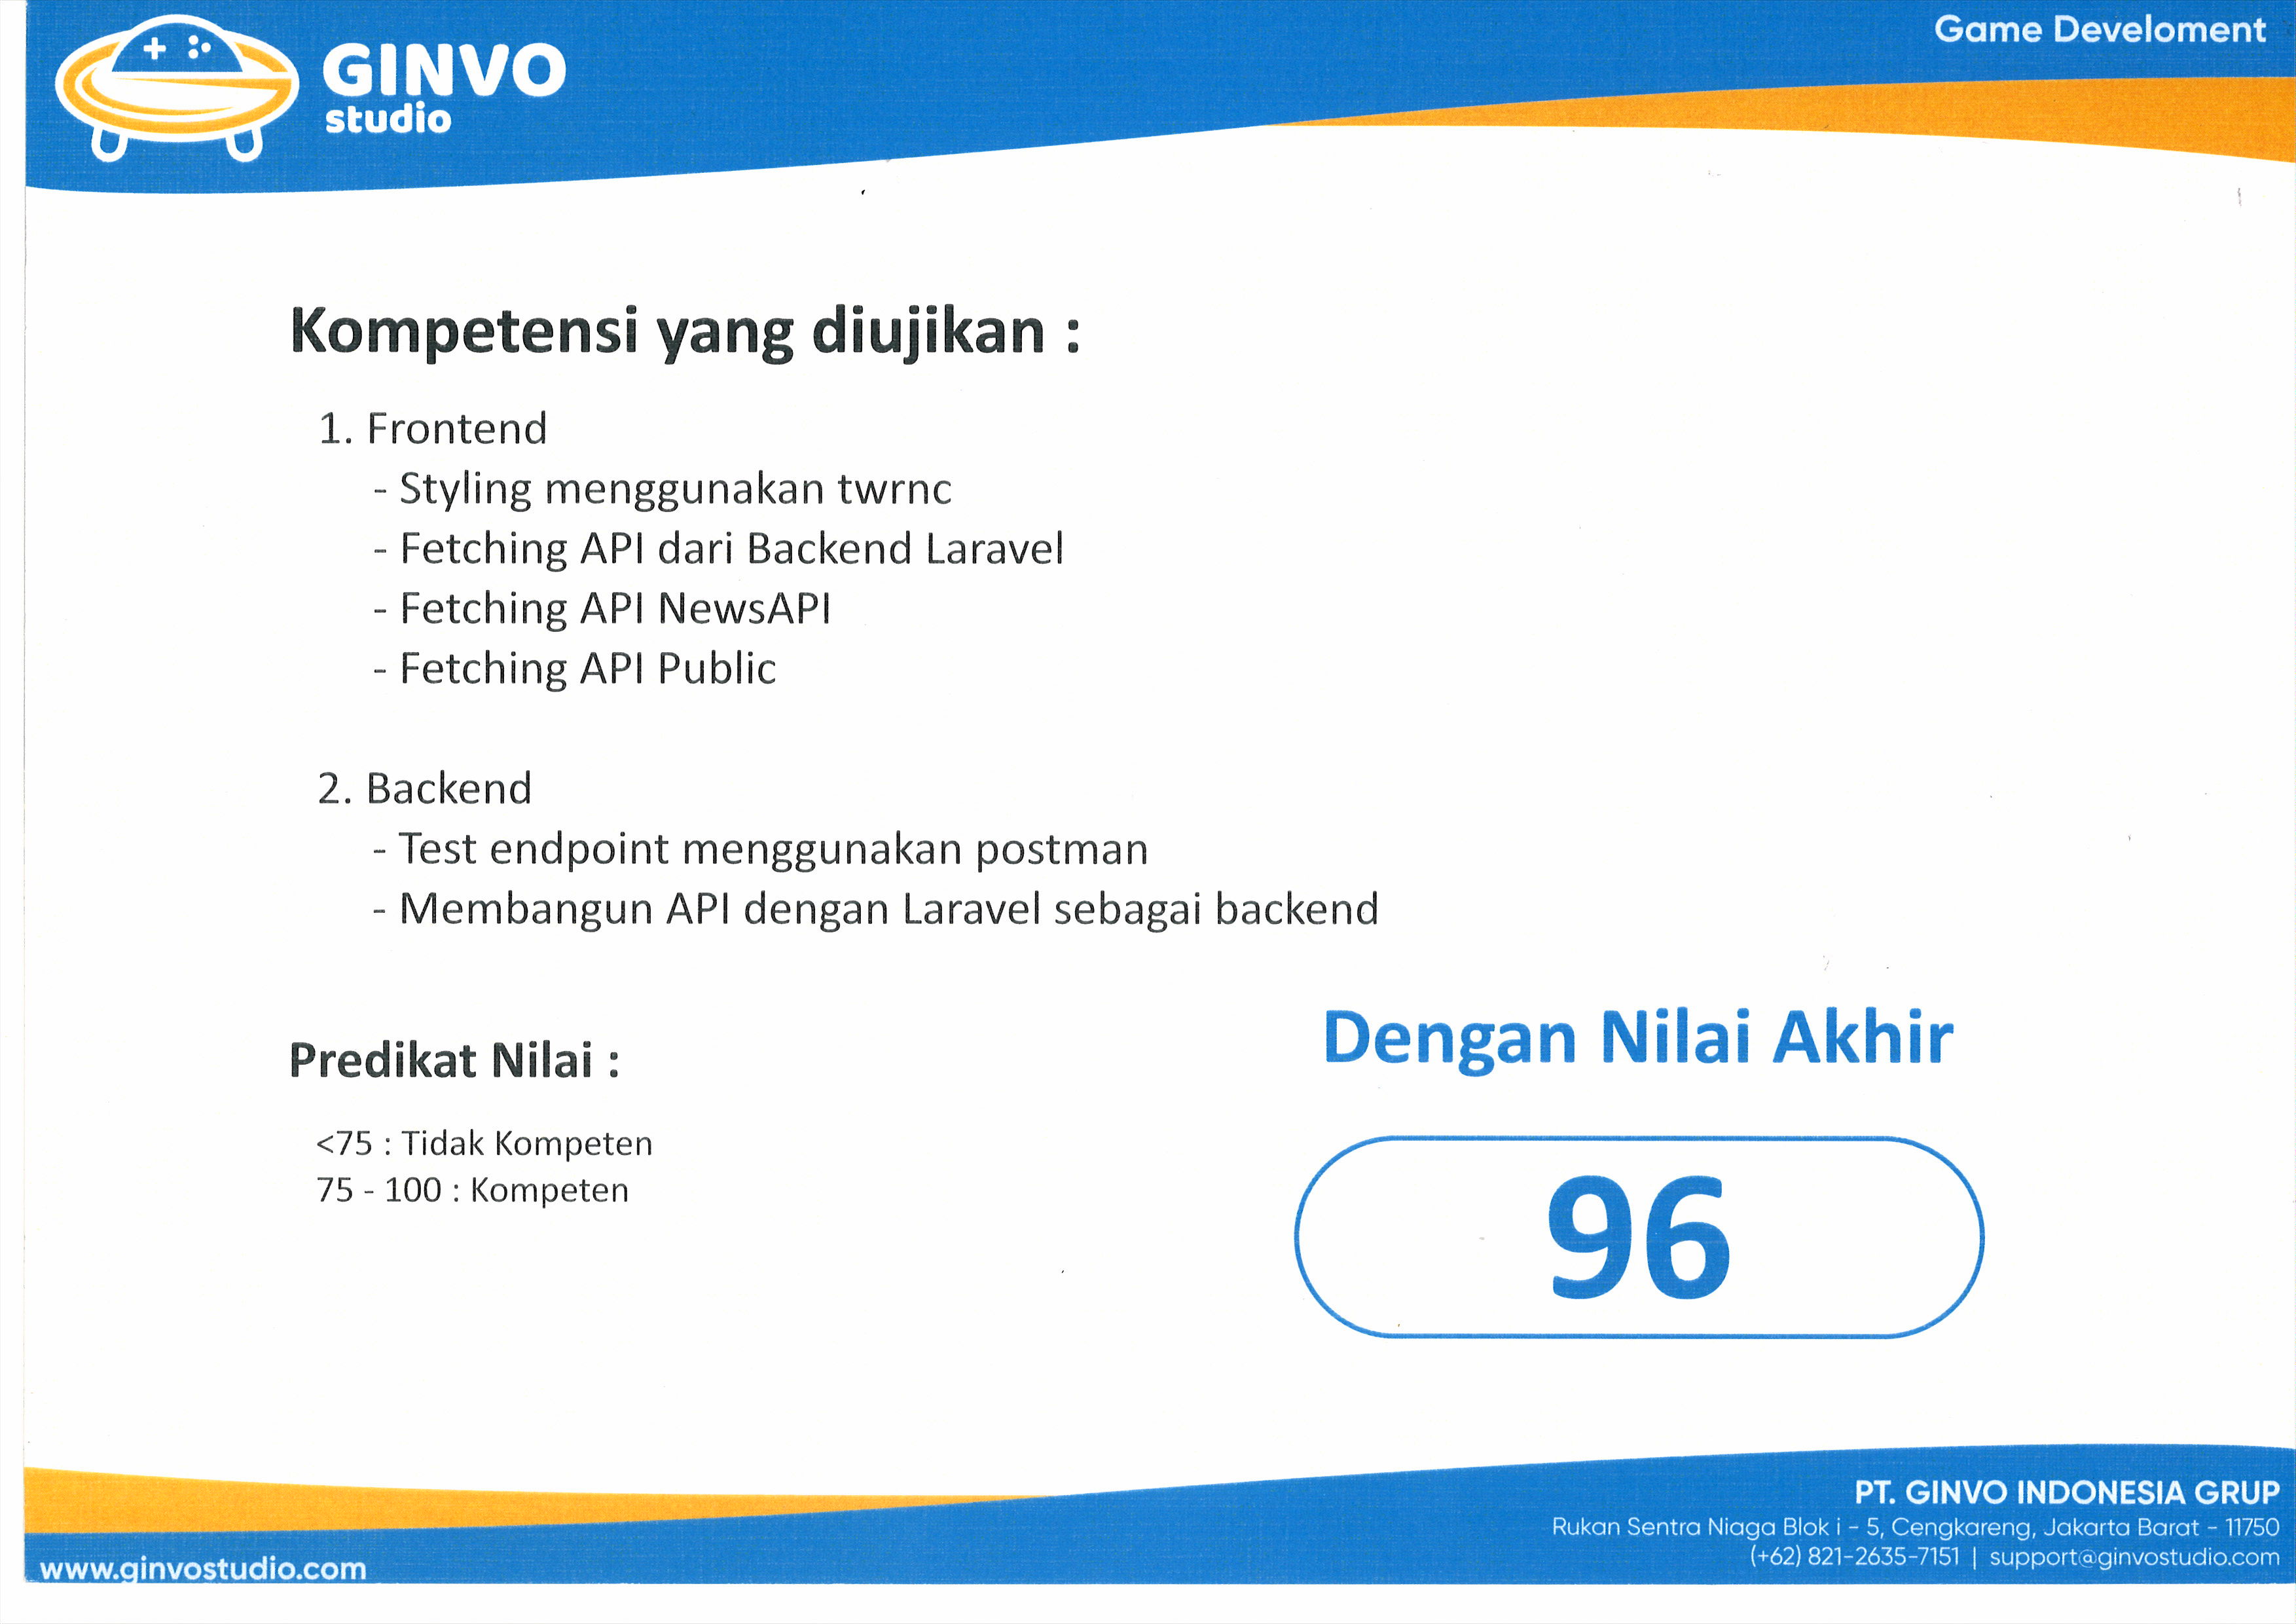 GINVO
studio
Game Develoment
Kompetensi yang diujikan :
1. Frontend
- Styling menggunakan twrnc
- Fetching API dari Backend Laravel
- Fetching API NewsAPI
- Fetching API Public
2. Backend
- Test endpoint menggunakan postman
- Membangun API dengan Laravel sebagai backend
Predikat Nilai :
<75 : Tidak Kompeten
75 - 100 : Kompeten
Dengan Nilai Akhir
96
PT. GINVO INDONESIA GRUP
Rukan Sentra Niaga Blok i - 5, Cengkareng, Jakarta Barat - 11750
(+62) 821-2635-7151 | support@ginvostudio.com
www.ginvostudio.com